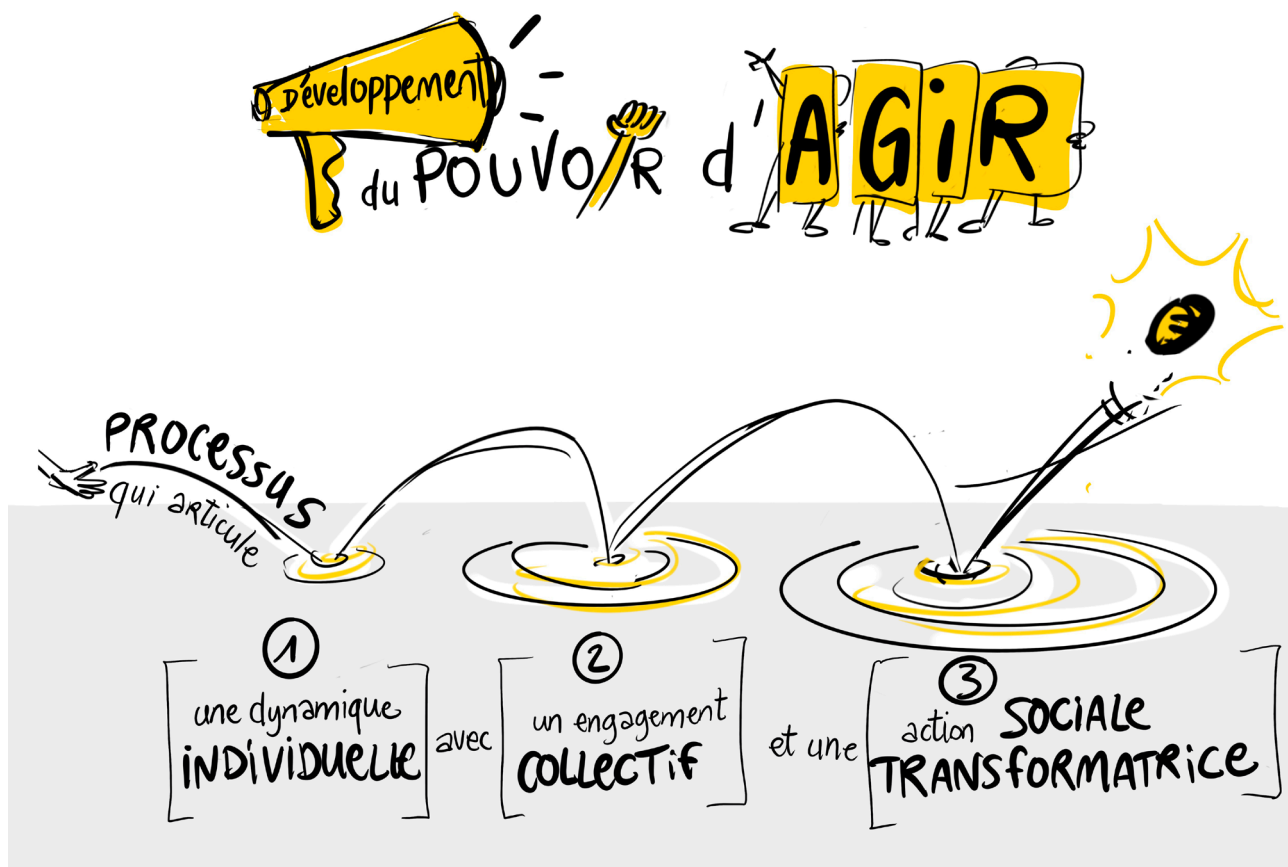 Développement
du POUVOIR d'AGiR
PROCESSUS
qui articule
1
une dynamique
iNDiViDUELLE
avec
2
un engagement
COLLECTif
et une
3
action SOCiALE
TRANSfORMATRiCE